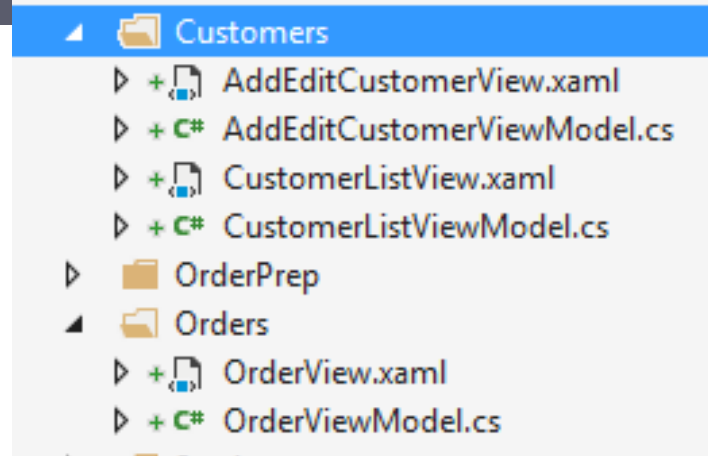 Customers
+ AddEditCustomerView.xaml
+ C# AddEditCustomerViewModel.cs
+ CustomerListView.xaml
+ C# CustomerListViewModel.cs
OrderPrep
Orders
+ OrderView.xaml
+ C# OrderViewModel.cs